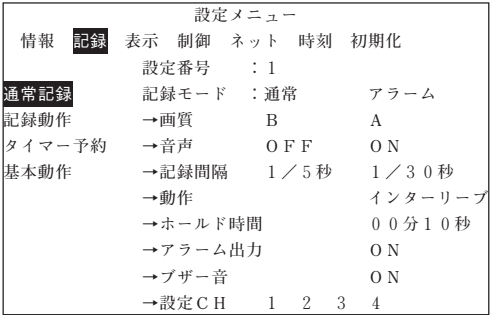 設定メニュー
情報 記録 表示 制御 ネット 時刻 初期化
設定番号 :1
通常記録 記録モード :通常 アラーム
記録動作 →画質 B A
タイマー予約 →音声 OFF ON
基本動作 →記録間隔 1/5秒 1/30秒
→動作 インターリーブ
→ホールド時間 00分10秒
→アラーム出力 ON
→ブザー音 ON
→設定CH 1 2 3 4